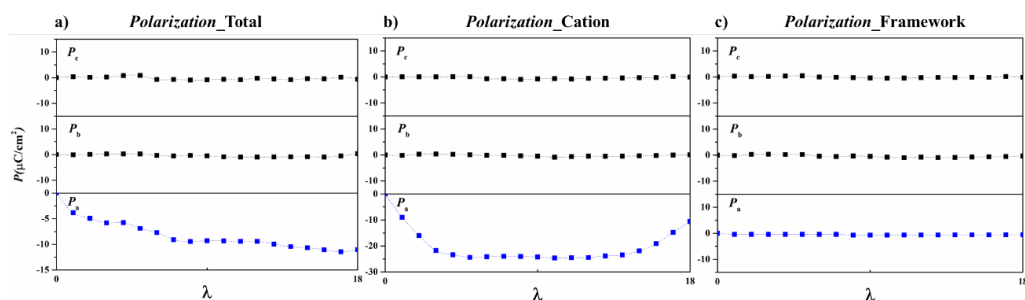 a) Polarization_Total
b) Polarization_Cation
c) Polarization_Framework
P(μC/cm²)
10
0
-10
Pc
10
0
-10
Pb
0
-5
-10
-15
Pa
0
18
λ
10
0
-10
Pc
10
0
-10
Pb
0
-10
-20
-30
Pa
0
18
λ
10
0
-10
Pc
10
0
-10
Pb
10
0
-10
Pa
0
18
λ